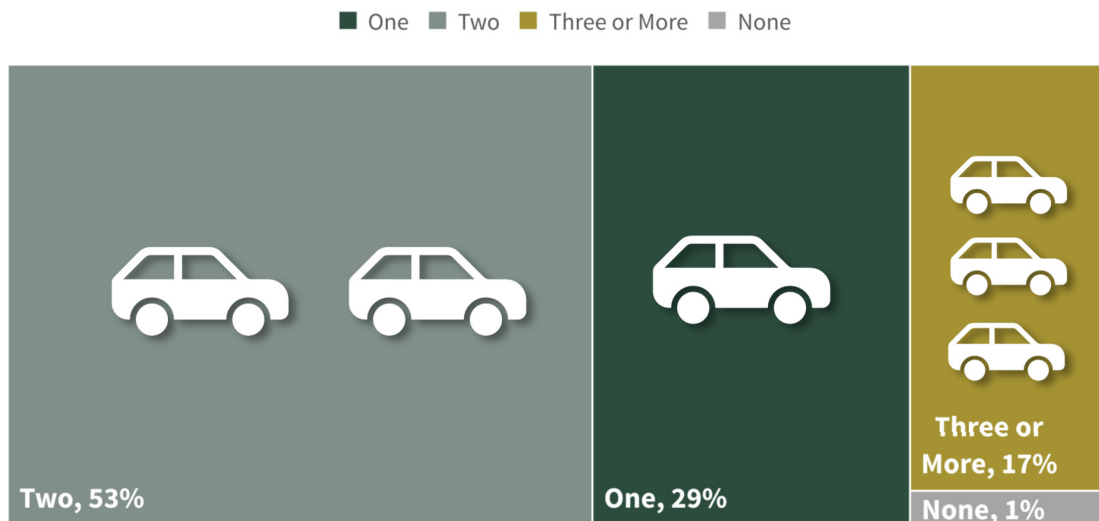 One Two Three or More None
Two, 53%
One, 29%
Three or
More, 17%
None, 1%